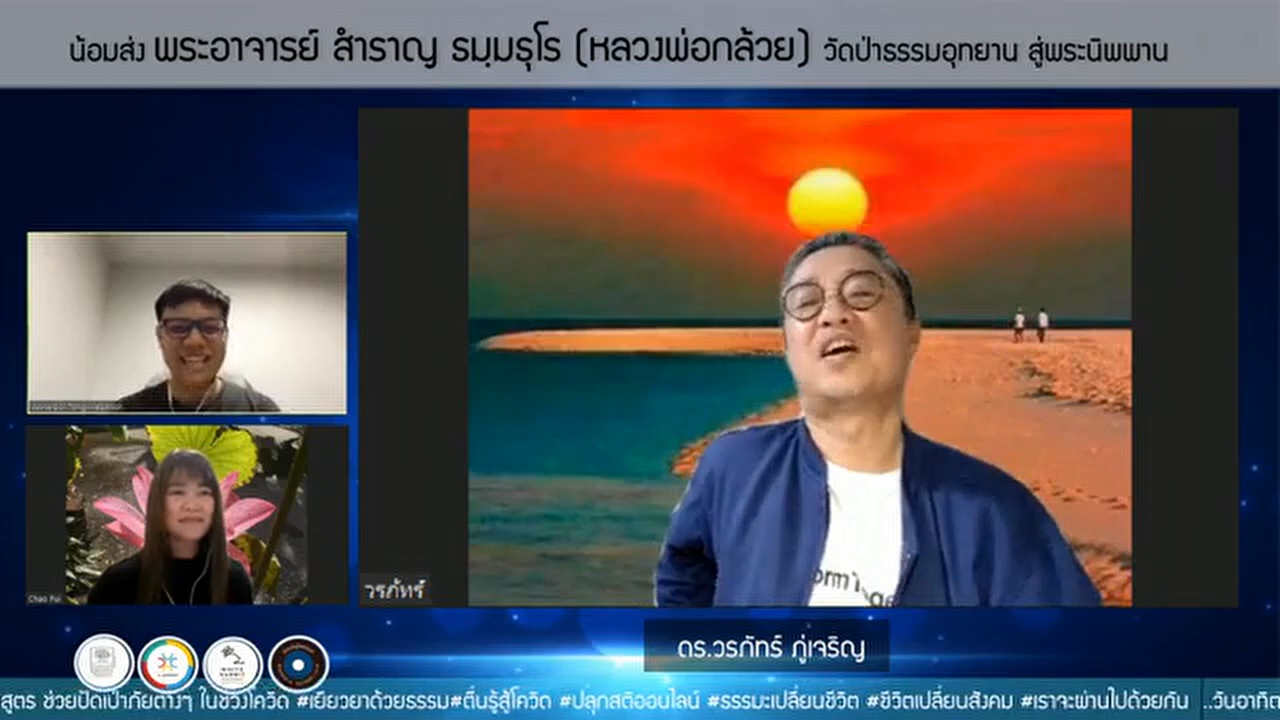 น้อมส่ง พระอาจารย์ สำราญ ธมฺมธุโร (หลวงพ่อกล้วย) วัดป่าธรรมอุทยาน สู่พระนิพพาน
Chao Pui
วรภัทร์
WHITE RABBIT
ดร.วรภัทร์ ภู่เจริญ
สูตร ช่วยปัดเป่าภัยต่างๆ ในช่วงโควิด #เยียวยาด้วยธรรม#ตื่นรู้สู้โควิด #ปลุกสติออนไลน์ #ธรรมะเปลี่ยนชีวิต #ชีวิตเปลี่ยนสังคม #เราจะผ่านไปด้วยกัน ..วันอาทิต